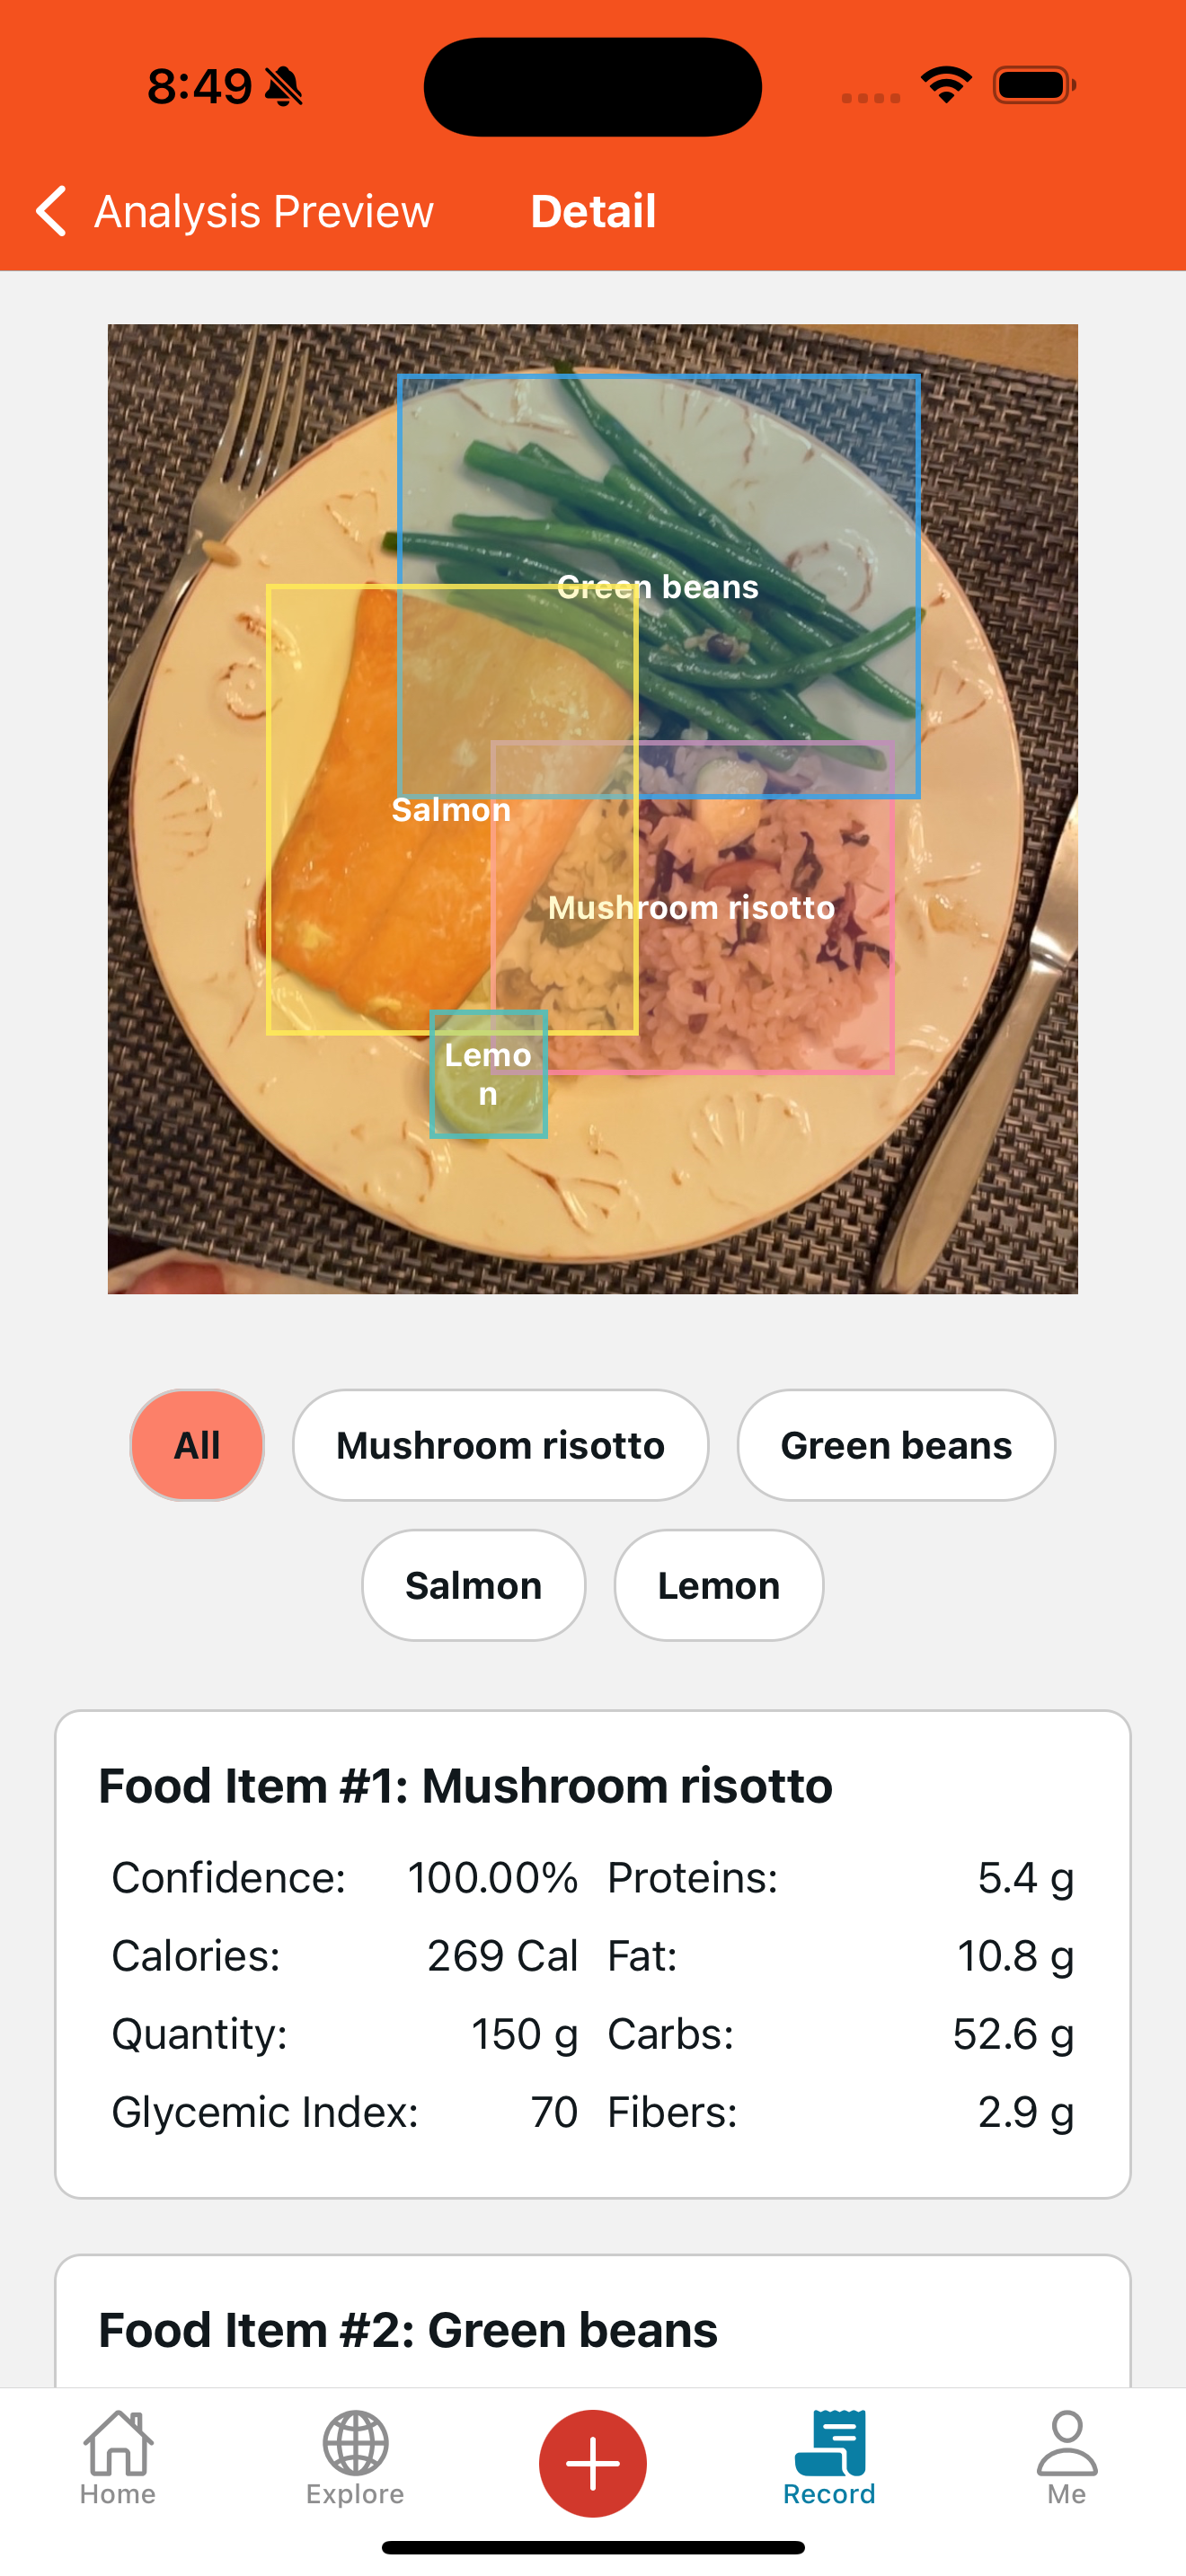 8:49
Analysis Preview
Detail
Green beans
Salmon
Mushroom risotto
Lemo
n
All
Mushroom risotto
Green beans
Salmon
Lemon
Food Item #1: Mushroom risotto
Confidence: 100.00% Proteins: 5.4 g
Calories: 269 Cal Fat: 10.8 g
Quantity: 150 g Carbs: 52.6 g
Glycemic Index: 70 Fibers: 2.9 g
Food Item #2: Green beans
Home
Explore
Record
Me